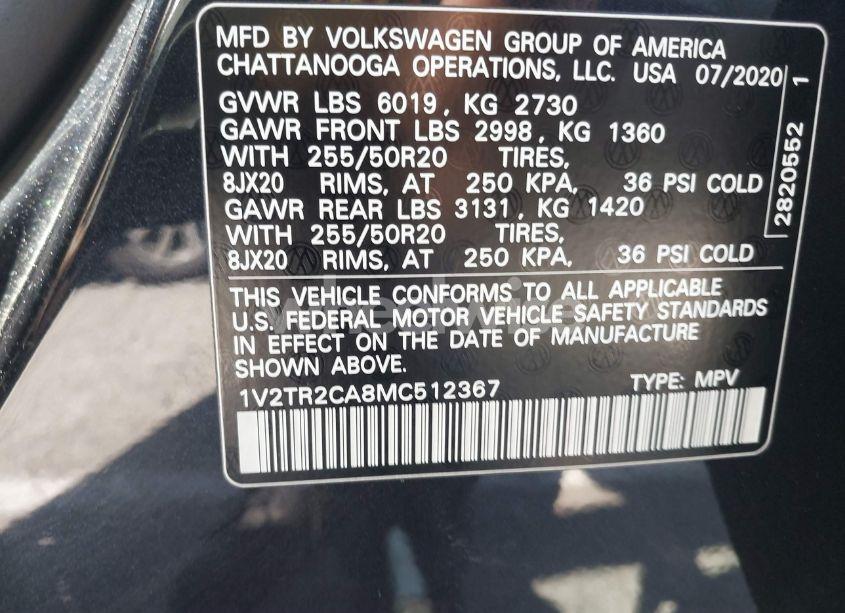 MFD BY VOLKSWAGEN GROUP OF AMERICA
CHATTANOOGA OPERATIONS, LLC. USA 07/2020
GVWR LBS 6019, KG 2730
GAWR FRONT LBS 2998, KG 1360
WITH 255/50R20 TIRES,
8JX20 RIMS, AT 250 KPA, 36 PSI COLD
GAWR REAR LBS 3131, KG 1420
WITH 255/50R20 TIRES,
8JX20 RIMS, AT 250 KPA, 36 PSI COLD
THIS VEHICLE CONFORMS TO ALL APPLICABLE
U.S. FEDERAL MOTOR VEHICLE SAFETY STANDARDS
IN EFFECT ON THE DATE OF MANUFACTURE
SHOWN ABOVE.
1V2TR2CA8MC512367 TYPE: MPV
2820552 1